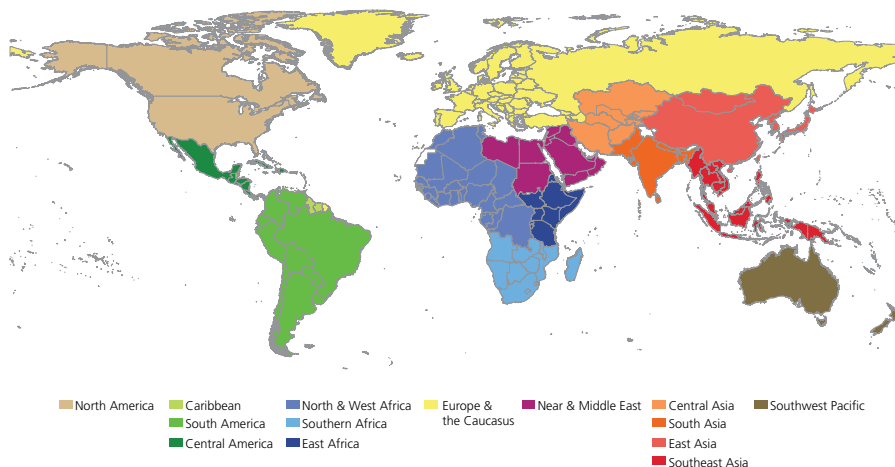 North America
Caribbean
South America
Central America
North & West Africa
Southern Africa
East Africa
Europe &
the Caucasus
Near & Middle East
Central Asia
South Asia
East Asia
Southeast Asia
Southwest Pacific